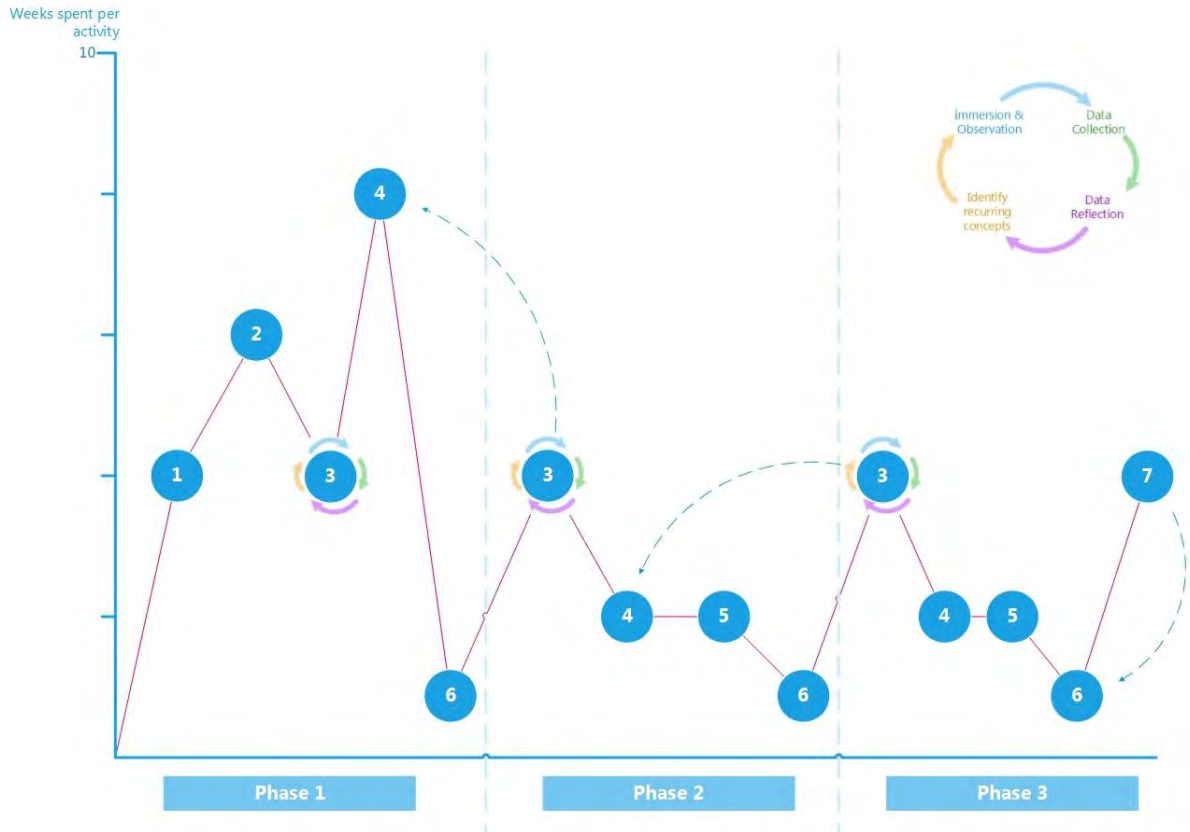 Weeks spent per
activity
10
Immersion &
Observation
Data
Collection
Identify
recurring
concepts
Data
Reflection
4
2
1
3
3
3
7
4
5
4
5
6
6
6
Phase 1
Phase 2
Phase 3